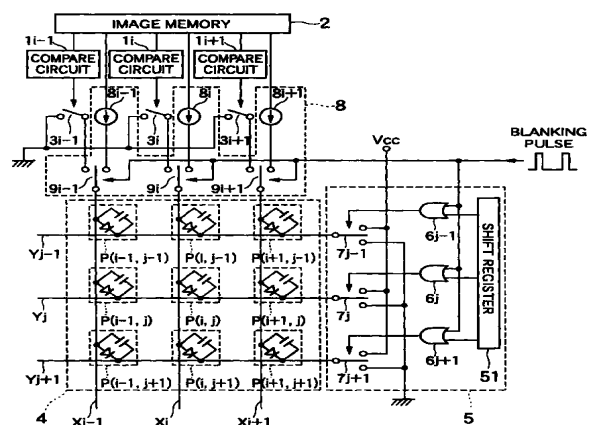 IMAGE MEMORY
2
1i-1 1i 1i+1
COMPARE CIRCUIT COMPARE CIRCUIT COMPARE CIRCUIT
8i-1 8i 8i+1 8
3i-1 3i 3i+1
Vcc
BLANKING PULSE
9i-1 9i 9i+1
Yj-1 P(i-1, j-1) P(i, j-1) P(i+1, j-1) 7j-1 6j-1
SHIFT REGISTER
Yj P(i-1, j) P(i, j) P(i+1, j) 7j 6j
Yj+1 P(i-1, j+1) P(i, j+1) P(i+1, j+1) 7j+1 6j+1 51
4 Xi-1 Xi Xi+1 5